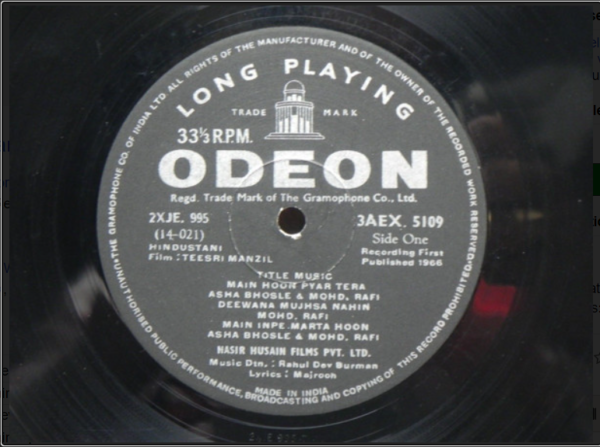 THE GRAMOPHONE CO. OF INDIA LTD. ALL RIGHTS OF THE MANUFACTURER AND OF THE OWNER OF THE RECORDED WORK RESERVED.
UNAUTHORISED PUBLIC PERFORMANCE, BROADCASTING AND COPYING OF THIS RECORD PROHIBITED.
LONG PLAYING
TRADE MARK
33⅓ R.P.M.
ODEON
Regd. Trade Mark of The Gramophone Co., Ltd.
2XJE. 995 3AEX. 5109
(14-021) Side One
HINDUSTANI Recording First
Film : TEESRI MANZIL Published 1966
TITLE MUSIC
MAIN HOON PYAR TERA
ASHA BHOSLE & MOHD. RAFI
DEEWANA MUJHSA NAHIN
MOHD. RAFI
MAIN INPE MARTA HOON
ASHA BHOSLE & MOHD. RAFI
NASIR HUSAIN FILMS PVT. LTD.
Music Dtn. : Rahul Dev Burman
Lyrics : Majrooh
MADE IN INDIA